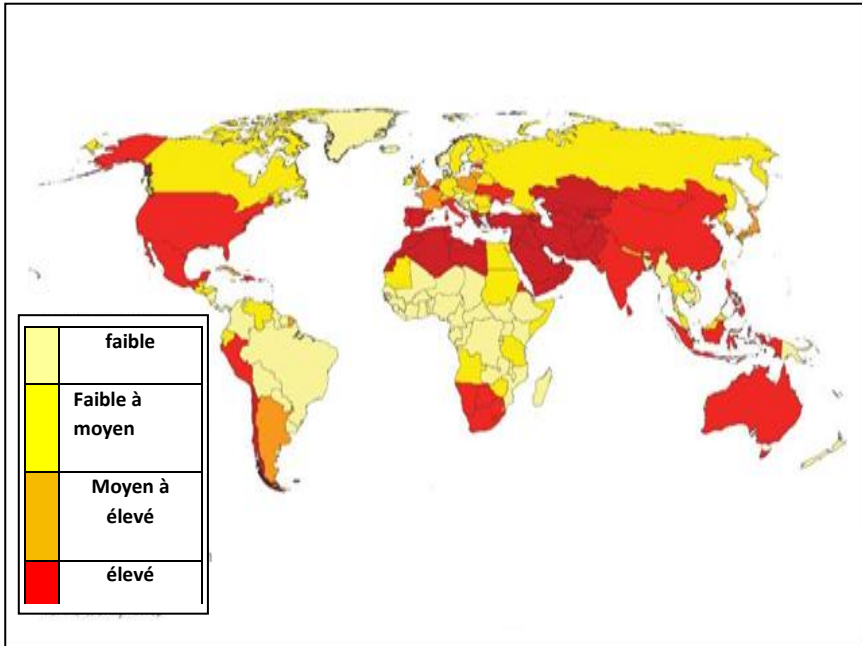 faible
Faible à
moyen
Moyen à
élevé
élevé